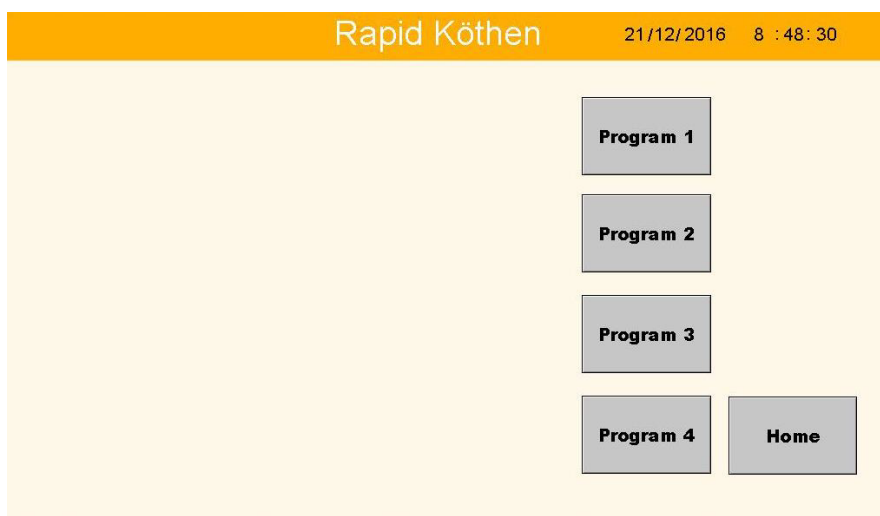 Rapid Köthen 21/12/2016 8 :48: 30
Program 1
Program 2
Program 3
Program 4 Home